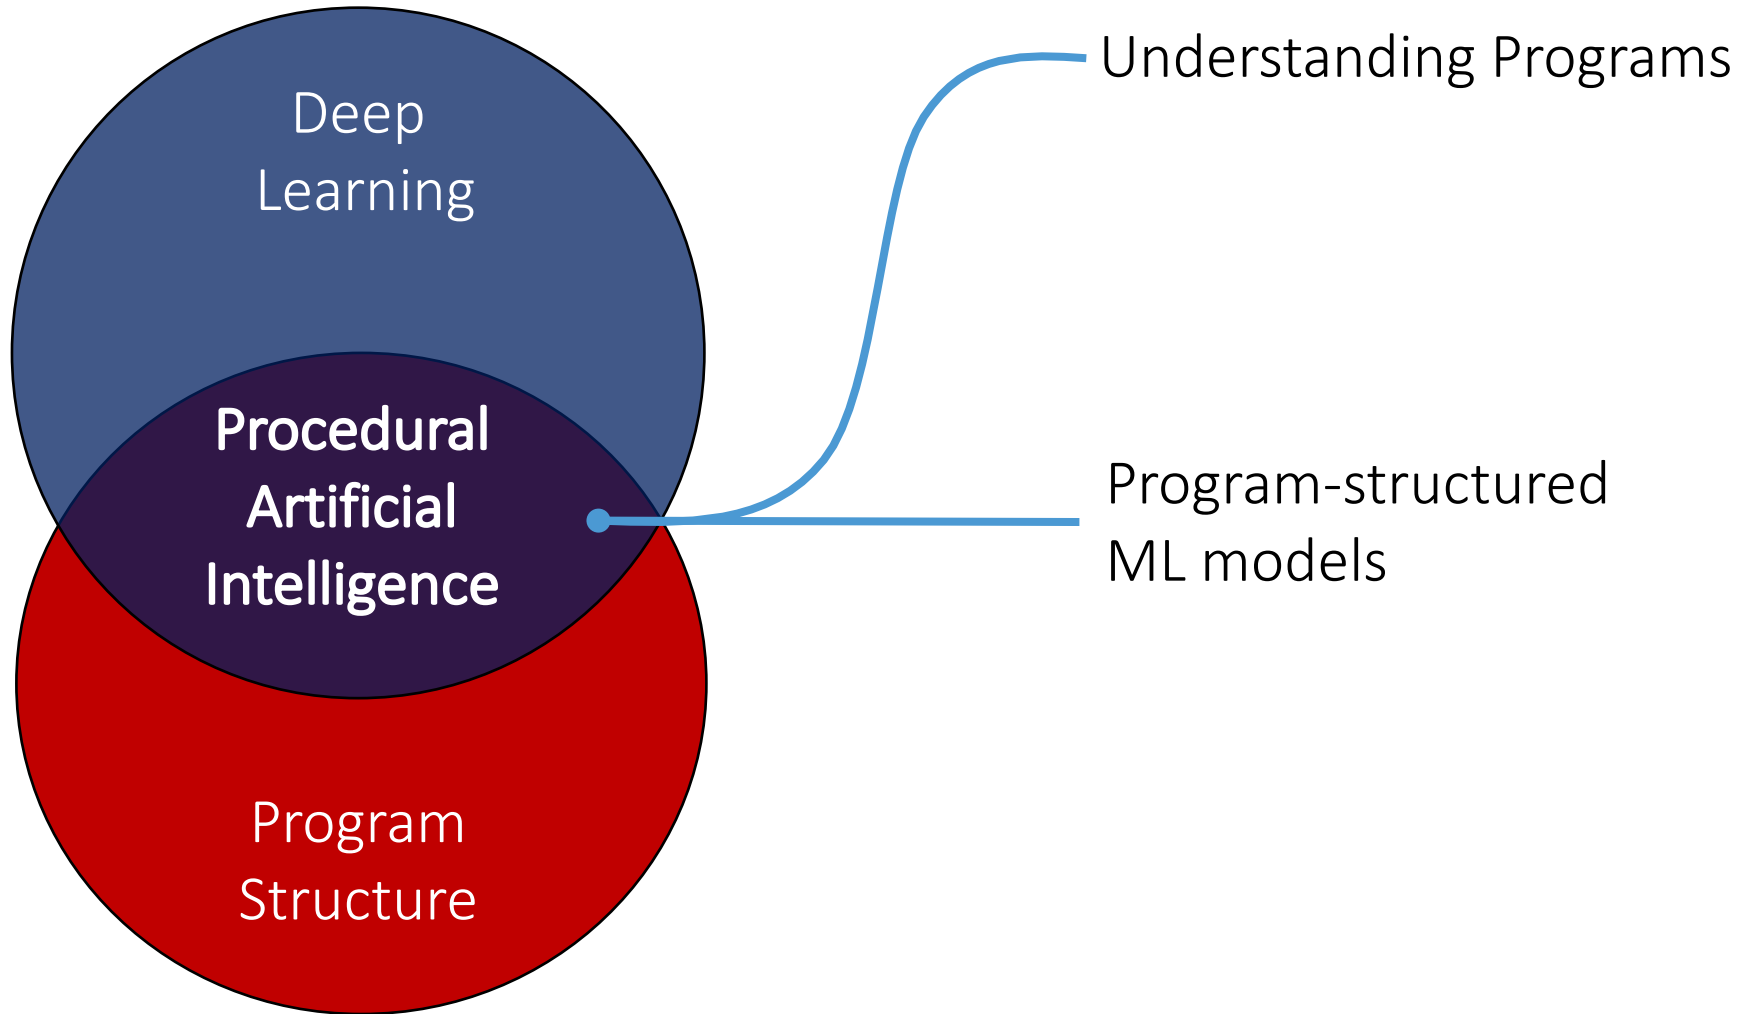 Deep
Learning
Procedural
Artificial
Intelligence
Program
Structure
Understanding Programs
Program-structured
ML models